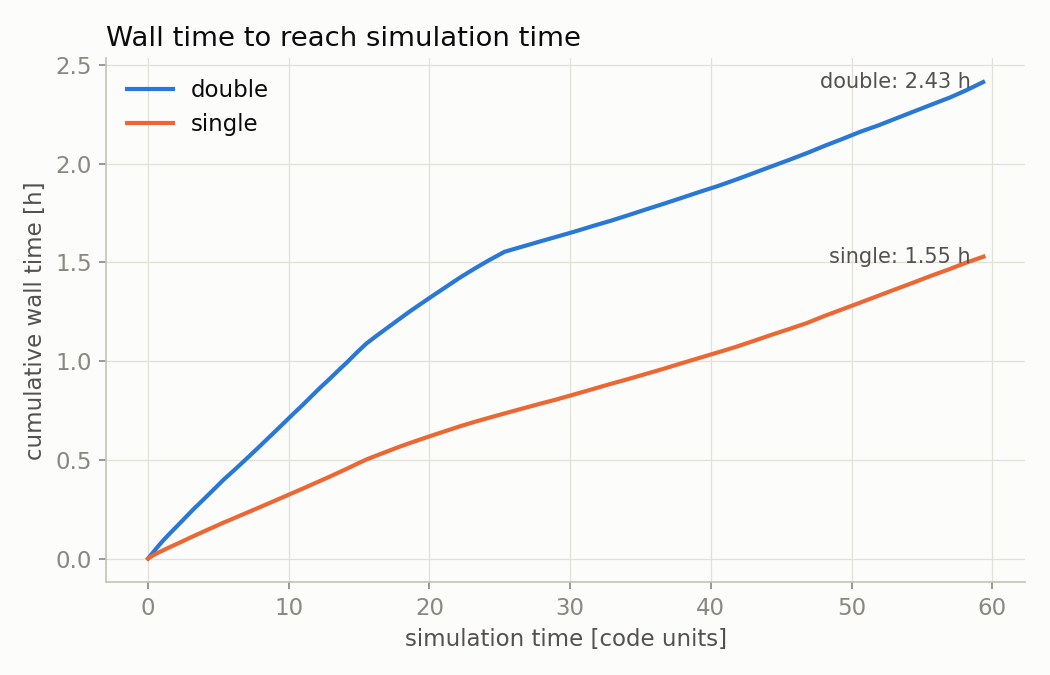 Wall time to reach simulation time
double
single
double: 2.43 h
single: 1.55 h
2.5
2.0
1.5
1.0
0.5
0.0
cumulative wall time [h]
0 10 20 30 40 50 60
simulation time [code units]